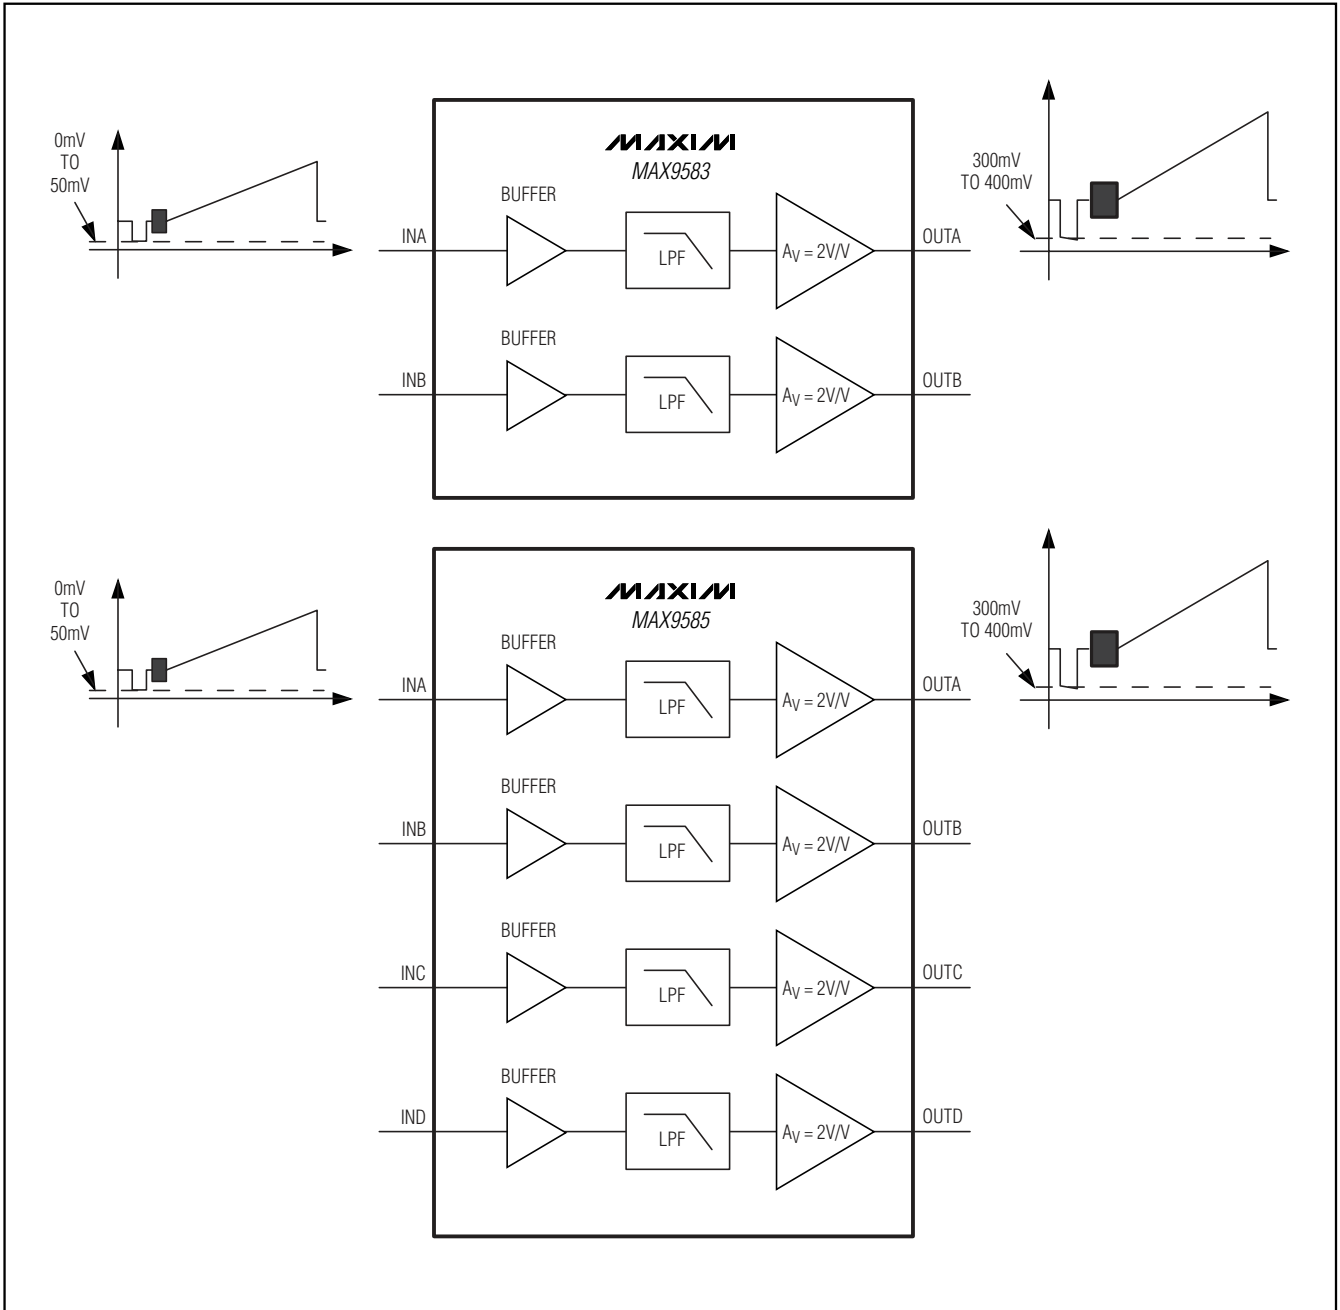 0mV
TO
50mV
MAXIM
MAX9583
300mV
TO 400mV
BUFFER
INA
LPF
AV = 2V/V
OUTA
BUFFER
INB
LPF
AV = 2V/V
OUTB
0mV
TO
50mV
MAXIM
MAX9585
300mV
TO 400mV
BUFFER
INA
LPF
AV = 2V/V
OUTA
BUFFER
INB
LPF
AV = 2V/V
OUTB
BUFFER
INC
LPF
AV = 2V/V
OUTC
BUFFER
IND
LPF
AV = 2V/V
OUTD